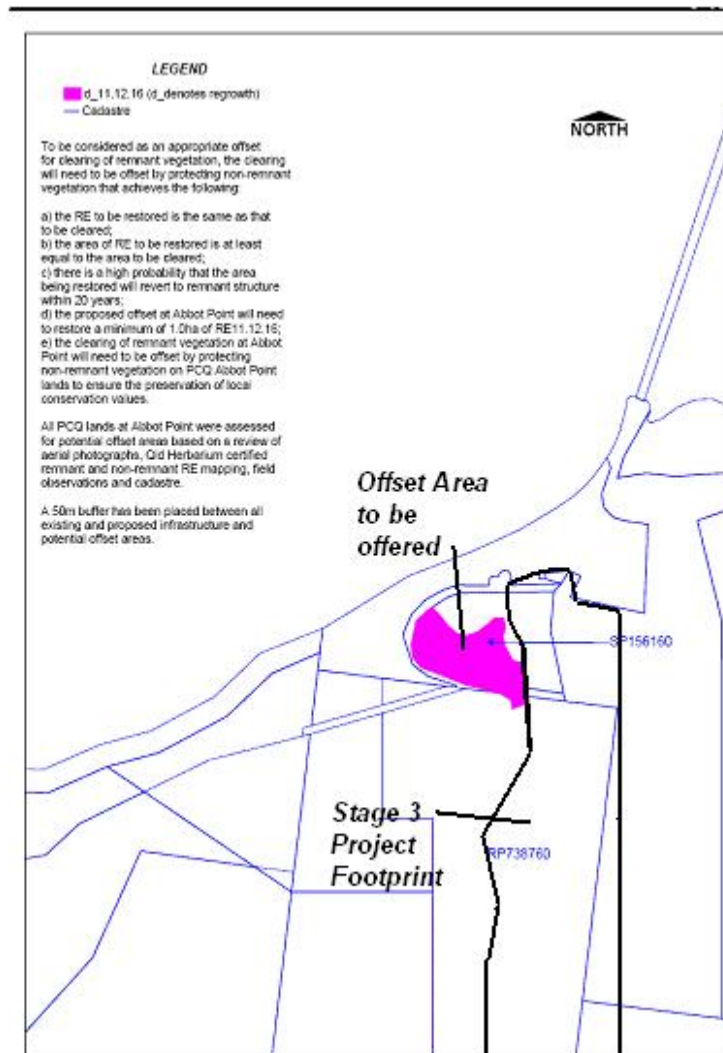 LEGEND
d_11.12.16 (d_denotes regrowth)
Cadastre
NORTH
To be considered as an appropriate offset
for clearing of remnant vegetation, the clearing
will need to be offset by protecting non-remnant
vegetation that achieves the following:
a) the RE to be restored is the same as that
to be cleared;
b) the area of RE to be restored is at least
equal to the area to be cleared;
c) there is a high probability that the area
being restored will revert to remnant structure
within 20 years;
d) the proposed offset at Abbot Point will need
to restore a minimum of 1.0ha of RE11.12.16;
e) the clearing of remnant vegetation at Abbot
Point will need to be offset by protecting
non-remnant vegetation on PCQ Abbot Point
lands to ensure the preservation of local
conservation values.
All PCQ lands at Abbot Point were assessed
for potential offset areas based on a review of
aerial photographs, Qld Herbarium certified
remnant and non-remnant RE mapping, field
observations and cadastre.
A 50m buffer has been placed between all
existing and proposed infrastructure and
potential offset areas.
Offset Area
to be
offered
SP156160
Stage 3
Project
Footprint
RP738760